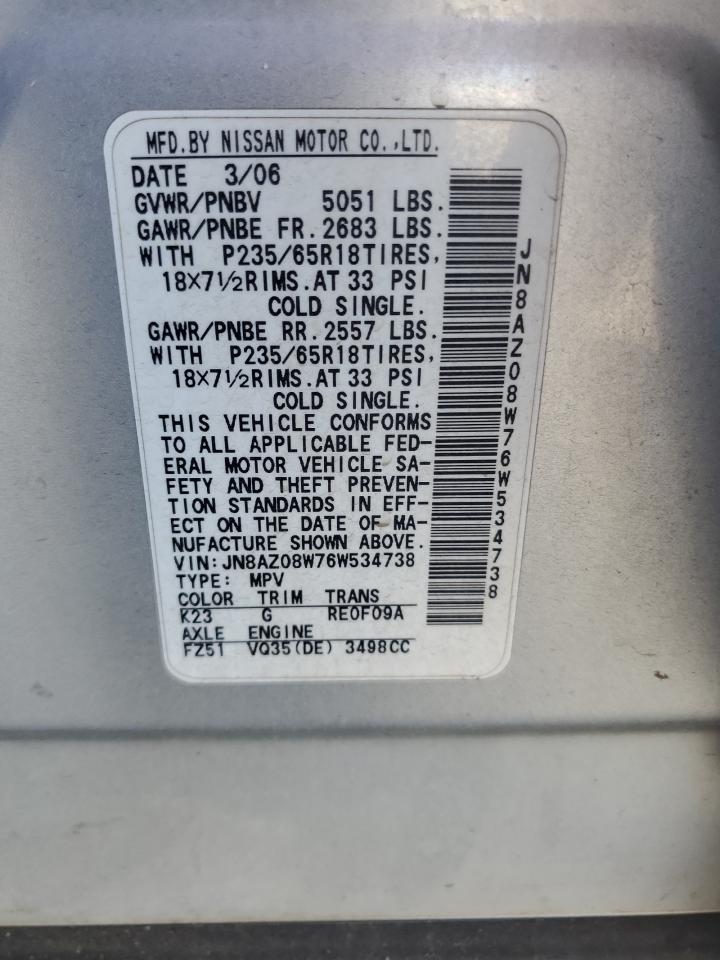 MFD.BY NISSAN MOTOR CO.,LTD.
DATE 3/06
GVWR/PNBV 5051 LBS.
GAWR/PNBE FR.2683 LBS.
WITH P235/65R18TIRES,
18×7½RIMS.AT 33 PSI
COLD SINGLE.
GAWR/PNBE RR.2557 LBS.
WITH P235/65R18TIRES,
18×7½RIMS.AT 33 PSI
COLD SINGLE.
THIS VEHICLE CONFORMS
TO ALL APPLICABLE FED-
ERAL MOTOR VEHICLE SA-
FETY AND THEFT PREVEN-
TION STANDARDS IN EFF-
ECT ON THE DATE OF MA-
NUFACTURE SHOWN ABOVE.
VIN:JN8AZ08W76W534738
TYPE: MPV
COLOR TRIM TRANS
K23 G RE0F09A
AXLE ENGINE
FZ51 VQ35(DE) 3498CC
JN8AZ08W76W534738